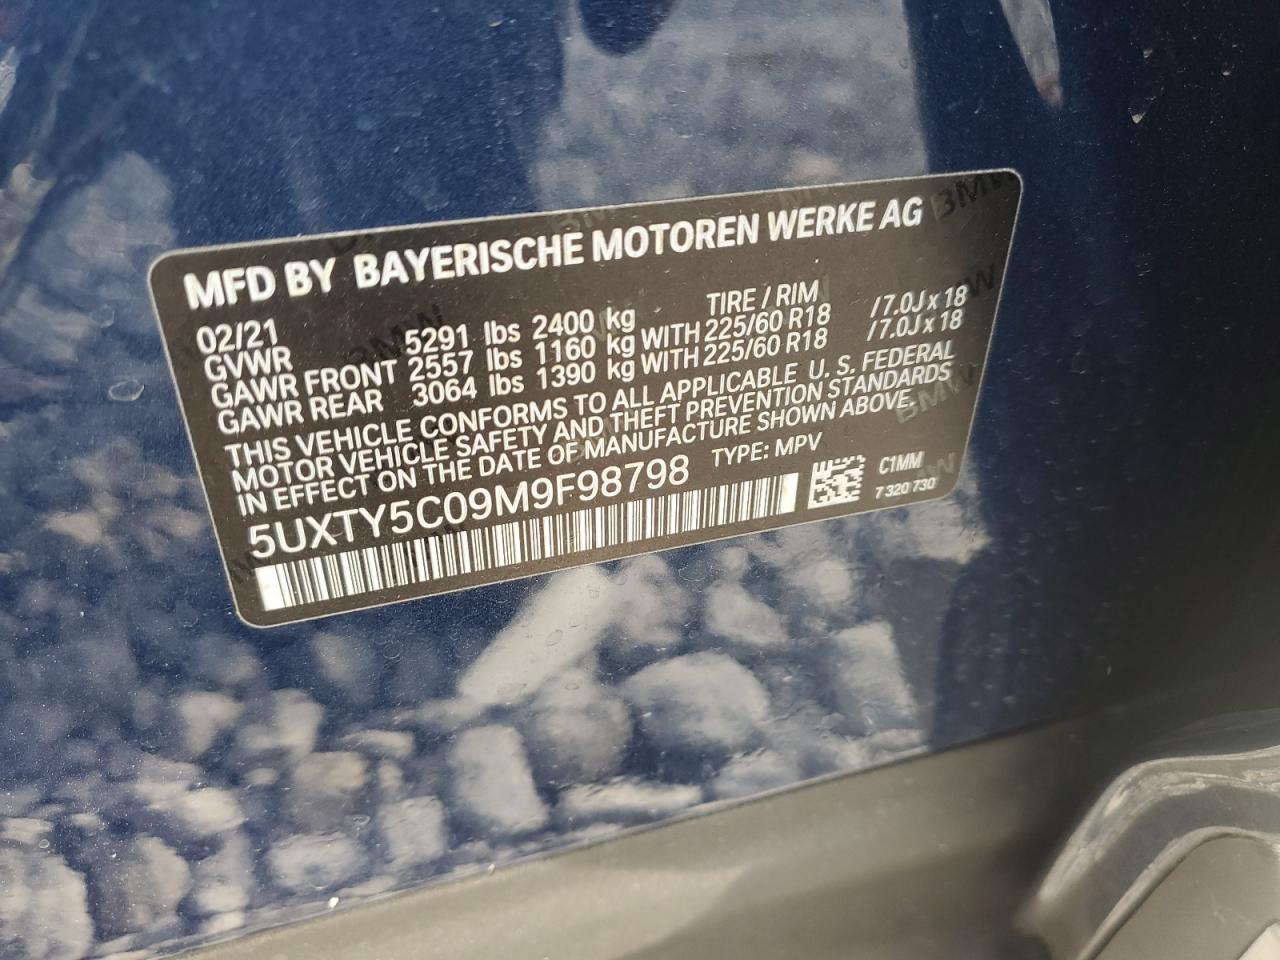 MFD BY BAYERISCHE MOTOREN WERKE AG
02/21 TIRE / RIM
GVWR 5291 lbs 2400 kg
GAWR FRONT 2557 lbs 1160 kg WITH 225/60 R18 / 7.0J x 18
GAWR REAR 3064 lbs 1390 kg WITH 225/60 R18 / 7.0J x 18
THIS VEHICLE CONFORMS TO ALL APPLICABLE U. S. FEDERAL
MOTOR VEHICLE SAFETY AND THEFT PREVENTION STANDARDS
IN EFFECT ON THE DATE OF MANUFACTURE SHOWN ABOVE.
5UXTY5C09M9F98798 TYPE: MPV
C1MM
7 320 730